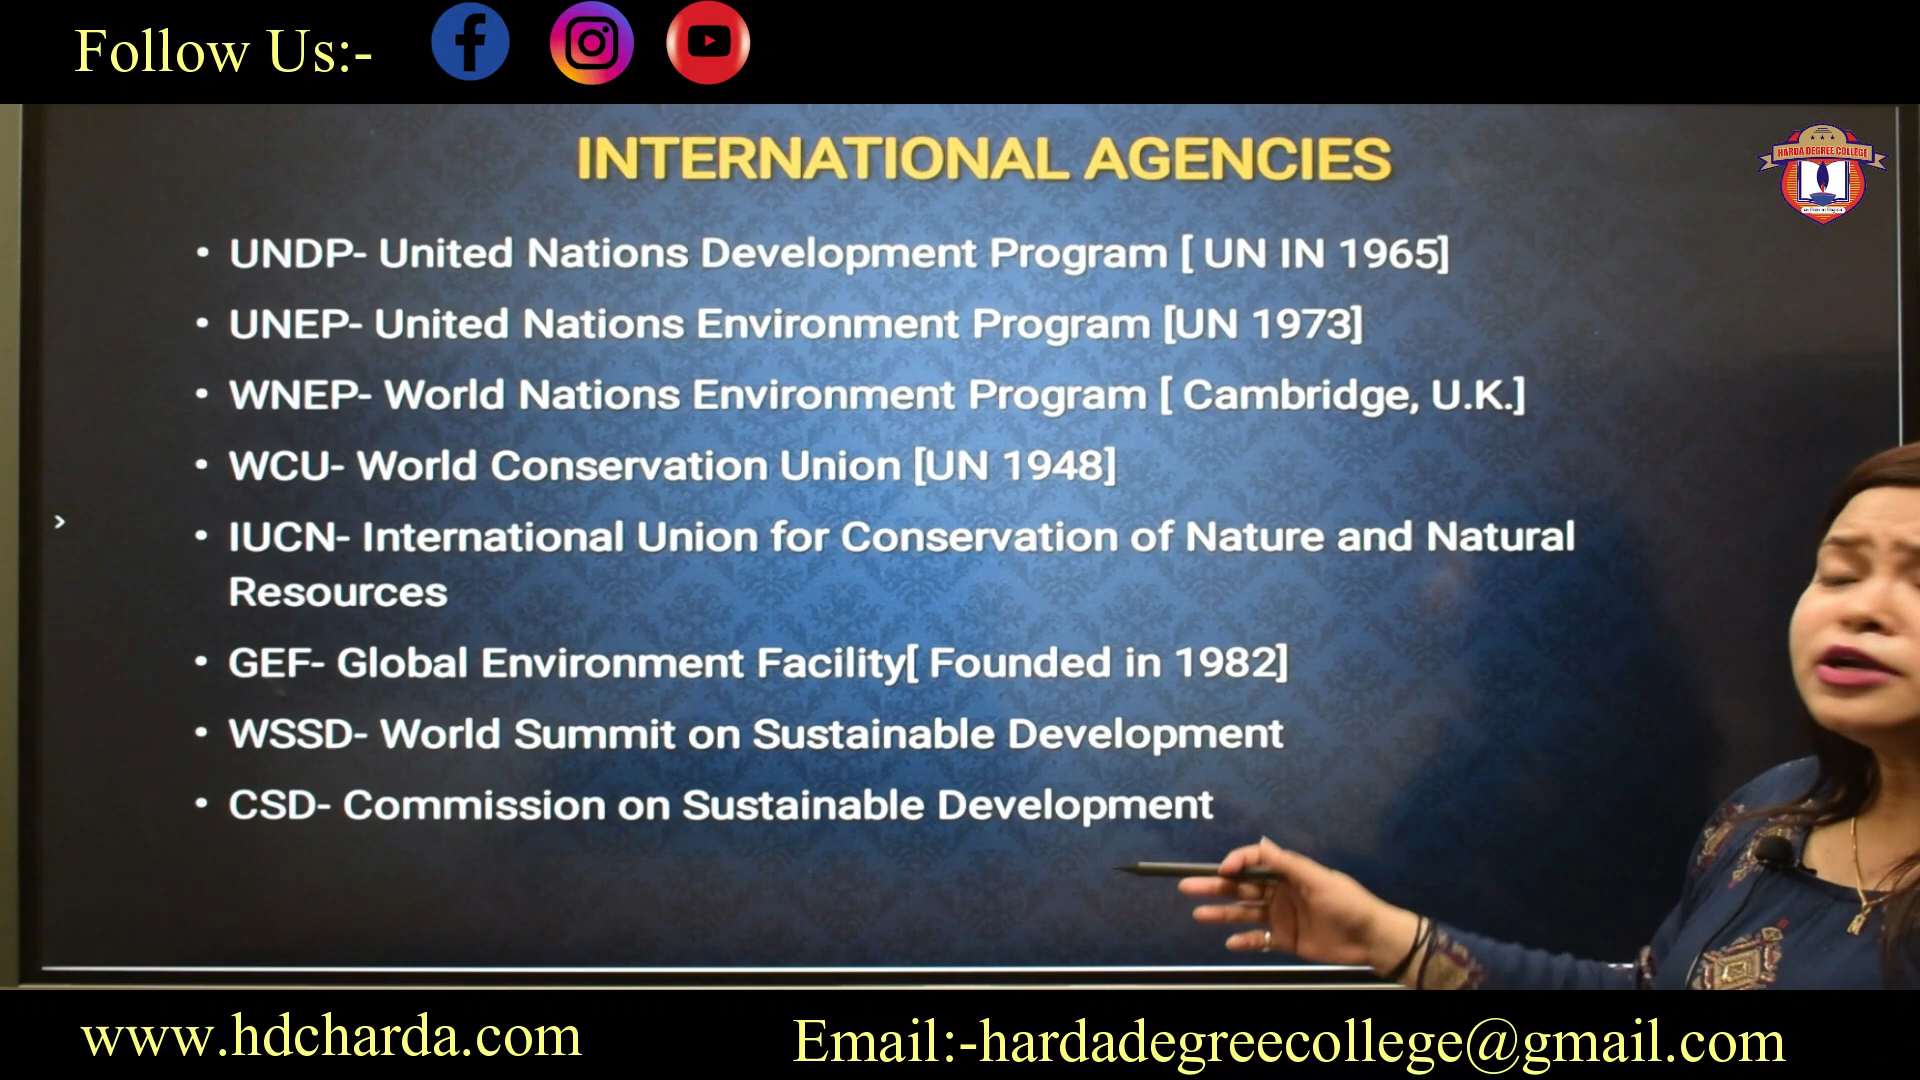 Follow Us:-
INTERNATIONAL AGENCIES
HARDA DEGREE COLLEGE
• UNDP- United Nations Development Program [ UN IN 1965]
• UNEP- United Nations Environment Program [UN 1973]
• WNEP- World Nations Environment Program [ Cambridge, U.K.]
• WCU- World Conservation Union [UN 1948]
• IUCN- International Union for Conservation of Nature and Natural
Resources
• GEF- Global Environment Facility[ Founded in 1982]
• WSSD- World Summit on Sustainable Development
• CSD- Commission on Sustainable Development
www.hdcharda.com
Email:-hardadegreecollege@gmail.com